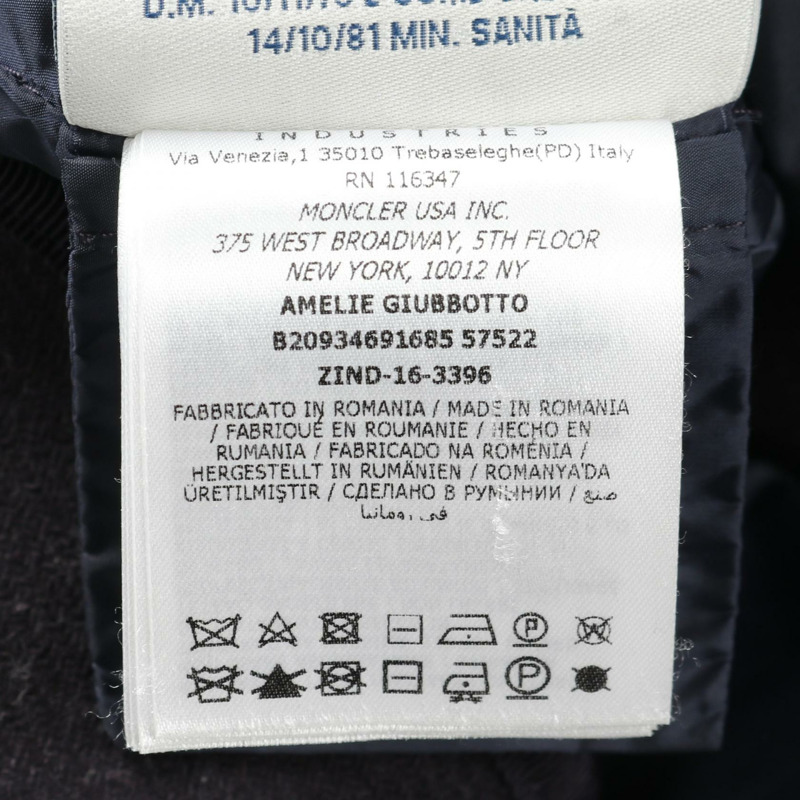 14/10/81 MIN. SANITÀ
INDUSTRIES
Via Venezia,1 35010 Trebaseleghe(PD) Italy
RN 116347
MONCLER USA INC.
375 WEST BROADWAY, 5TH FLOOR
NEW YORK, 10012 NY
AMELIE GIUBBOTTO
B20934691685 57522
ZIND-16-3396
FABBRICATO IN ROMANIA / MADE IN ROMANIA
/ FABRIQUÉ EN ROUMANIE / HECHO EN
RUMANIA / FABRICADO NA ROMÉNIA /
HERGESTELLT IN RUMÄNIEN / ROMANYA'DA
ÜRETILMIŞTIR / СДЕЛАНО В РУМЫНИИ / صنع
في رومانيا
P W
P